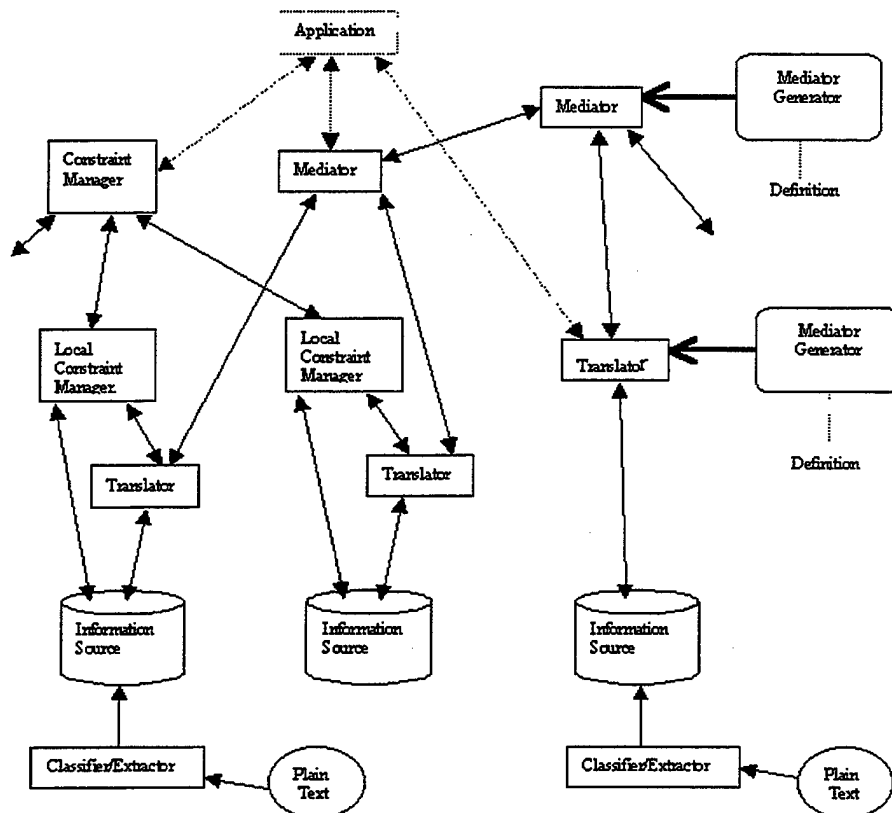 Application
Mediator
Generator
Mediator
Constraint
Manager
Mediator
Definition
Local
Constraint
Manager
Local
Constraint
Manager
Mediator
Generator
Translator
Translator
Translator
Definition
Information
Source
Information
Source
Information
Source
Classifier/Extractor
Plain
Text
Classifier/Extractor
Plain
Text